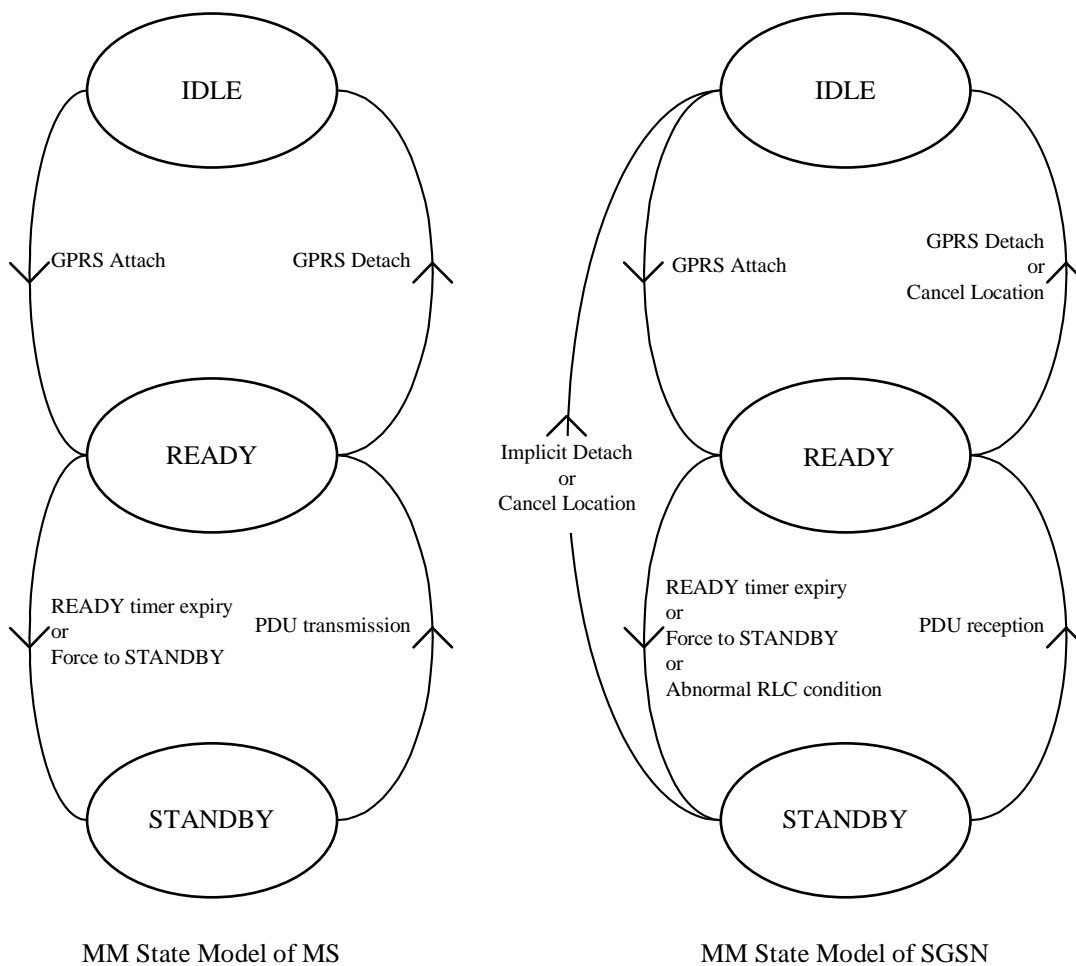 IDLE
GPRS Attach
GPRS Detach
READY
READY timer expiry
or
Force to STANDBY
PDU transmission
STANDBY
MM State Model of MS
IDLE
GPRS Attach
GPRS Detach
or
Cancel Location
READY
Implicit Detach
or
Cancel Location
READY timer expiry
or
Force to STANDBY
or
Abnormal RLC condition
PDU reception
STANDBY
MM State Model of SGSN